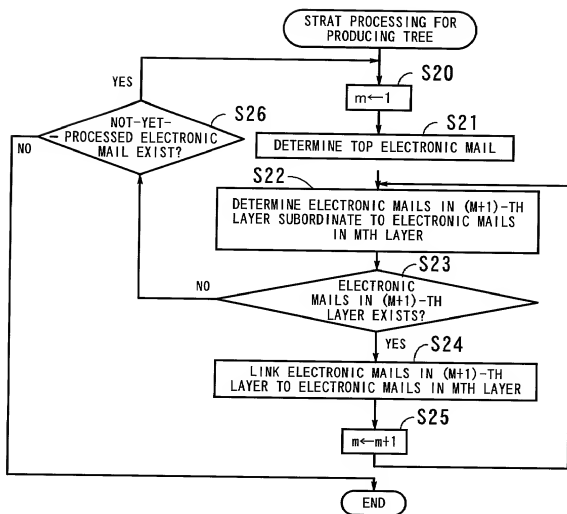 STRAT PROCESSING FOR
PRODUCING TREE
YES
S20
m←1
S26
NOT-YET-
PROCESSED ELECTRONIC
MAIL EXIST?
NO
S21
DETERMINE TOP ELECTRONIC MAIL
S22
DETERMINE ELECTRONIC MAILS IN (M+1)-TH
LAYER SUBORDINATE TO ELECTRONIC MAILS
IN MTH LAYER
S23
NO
ELECTRONIC
MAILS IN (M+1)-TH
LAYER EXISTS?
YES
S24
LINK ELECTRONIC MAILS IN (M+1)-TH
LAYER TO ELECTRONIC MAILS IN MTH LAYER
S25
m←m+1
END